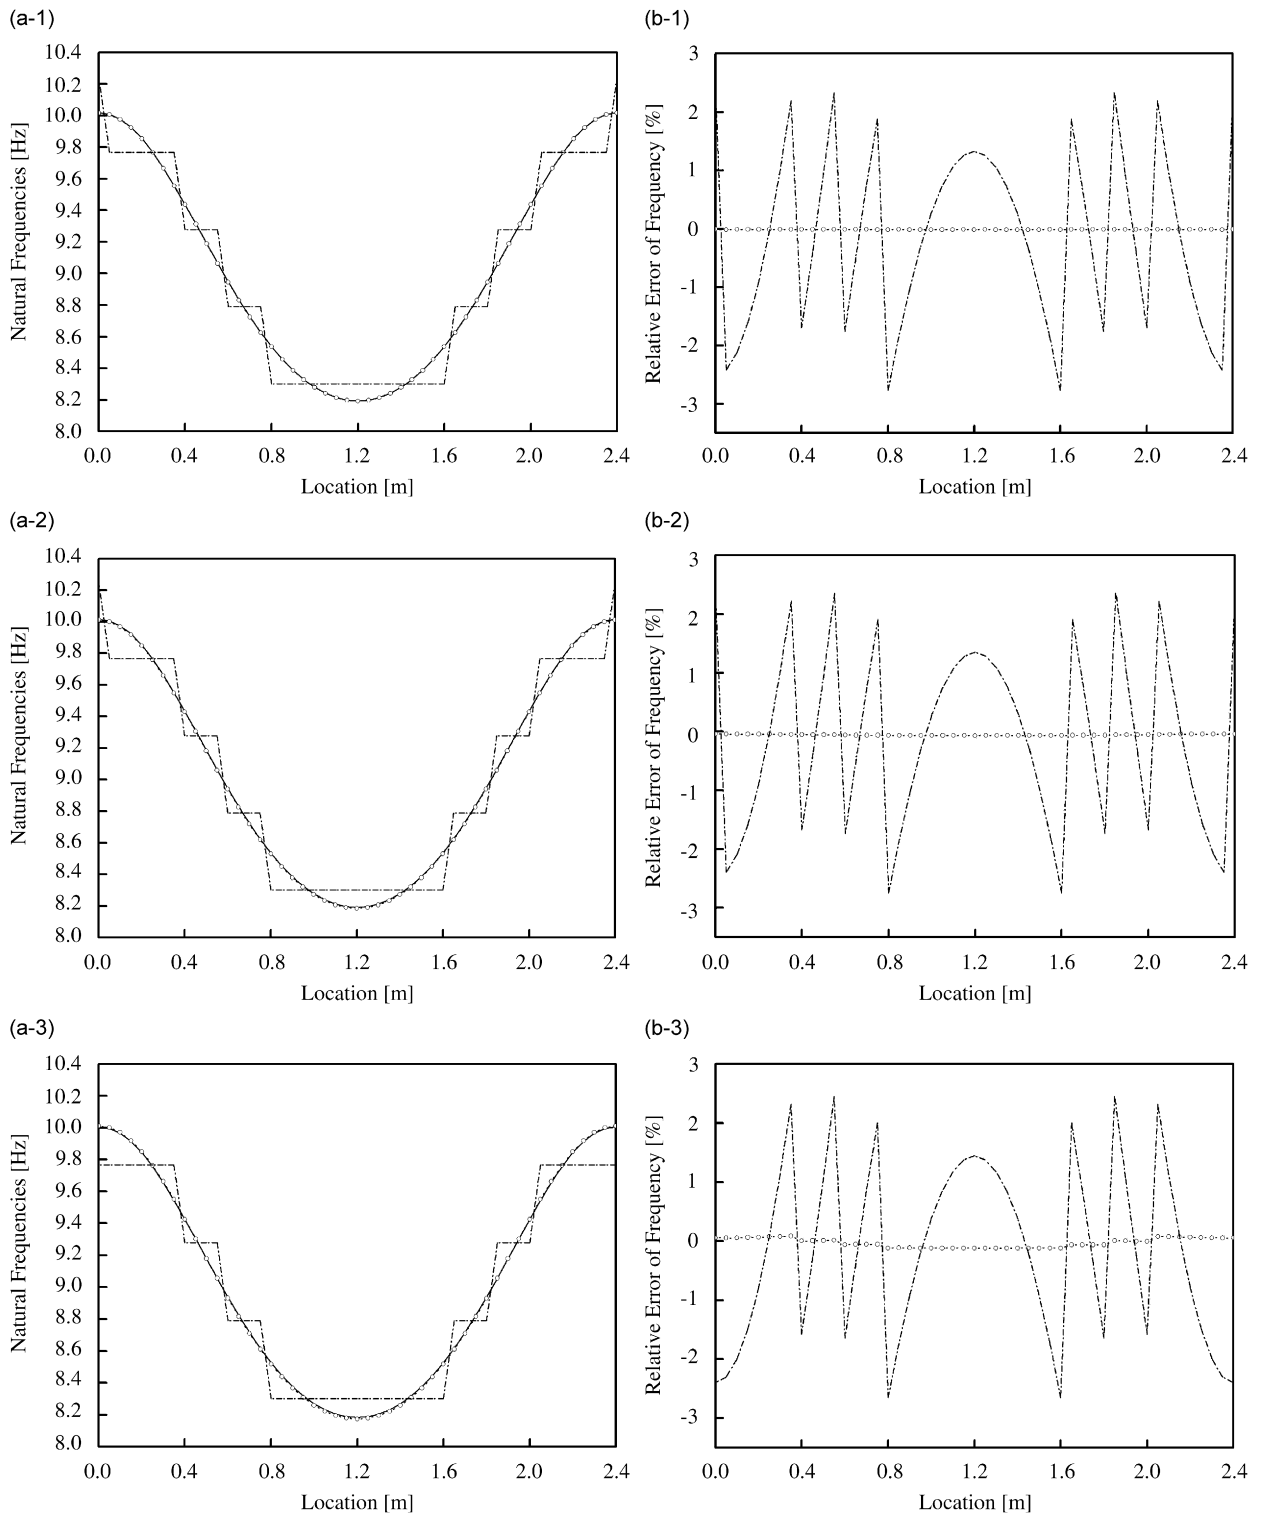 (a-1)
10.4
10.2
10.0
9.8
9.6
9.4
9.2
9.0
8.8
8.6
8.4
8.2
8.0
Natural Frequencies [Hz]
0.0 0.4 0.8 1.2 1.6 2.0 2.4
Location [m]
(b-1)
3
2
1
0
-1
-2
-3
Relative Error of Frequency [%]
0.0 0.4 0.8 1.2 1.6 2.0 2.4
Location [m]
(a-2)
10.4
10.2
10.0
9.8
9.6
9.4
9.2
9.0
8.8
8.6
8.4
8.2
8.0
Natural Frequencies [Hz]
0.0 0.4 0.8 1.2 1.6 2.0 2.4
Location [m]
(b-2)
3
2
1
0
-1
-2
-3
Relative Error of Frequency [%]
0.0 0.4 0.8 1.2 1.6 2.0 2.4
Location [m]
(a-3)
10.4
10.2
10.0
9.8
9.6
9.4
9.2
9.0
8.8
8.6
8.4
8.2
8.0
Natural Frequencies [Hz]
0.0 0.4 0.8 1.2 1.6 2.0 2.4
Location [m]
(b-3)
3
2
1
0
-1
-2
-3
Relative Error of Frequency [%]
0.0 0.4 0.8 1.2 1.6 2.0 2.4
Location [m]